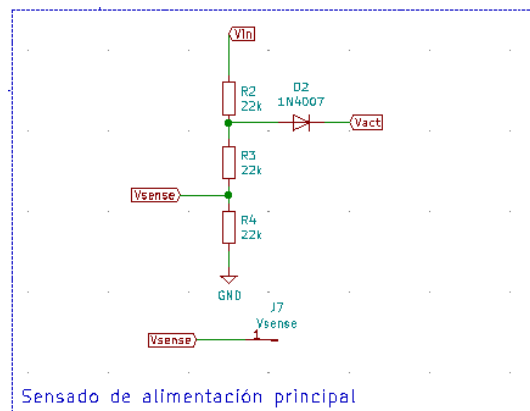 Vin
R2
22k
D2
1N4007
Vact
R3
22k
Vsense
R4
22k
GND
J7
Vsense
Vsense
1
Sensado de alimentación principal